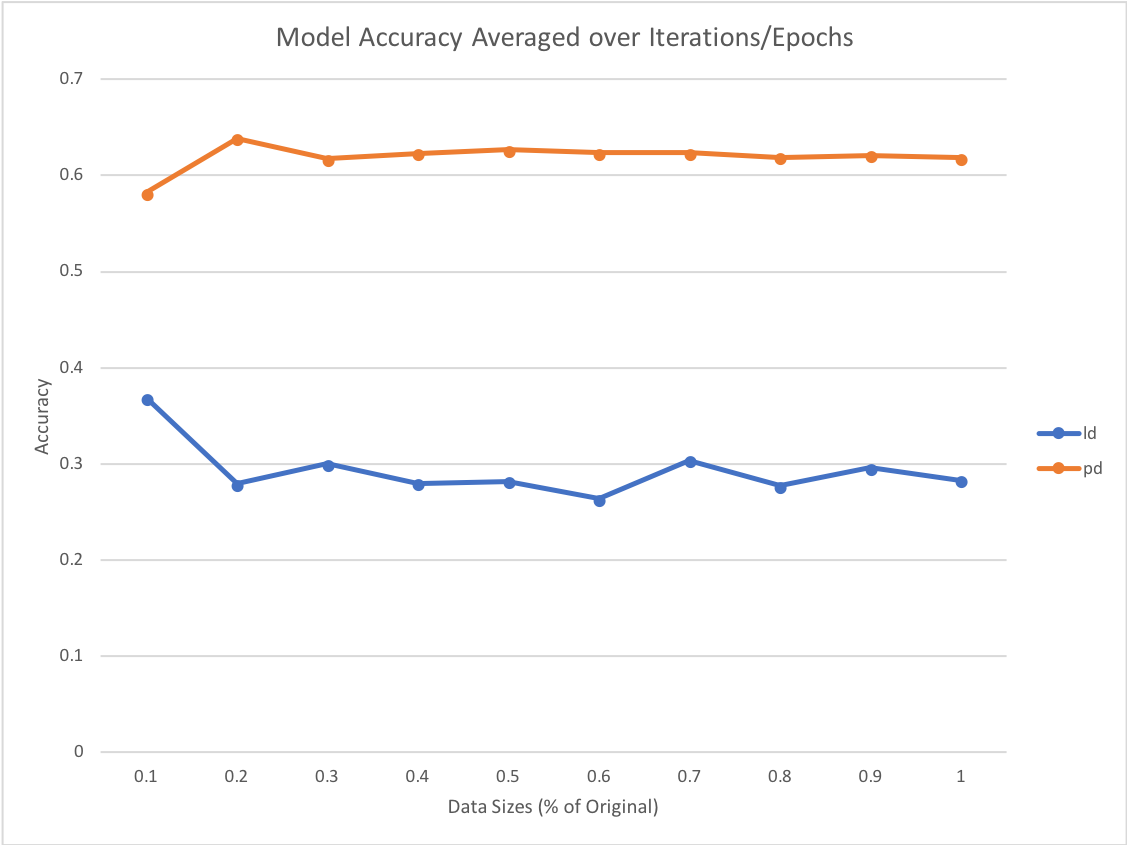 Model Accuracy Averaged over Iterations/Epochs
0.7
0.6
0.5
0.4
0.3
0.2
0.1
0
Accuracy
0.1 0.2 0.3 0.4 0.5 0.6 0.7 0.8 0.9 1
Data Sizes (% of Original)
ld
pd